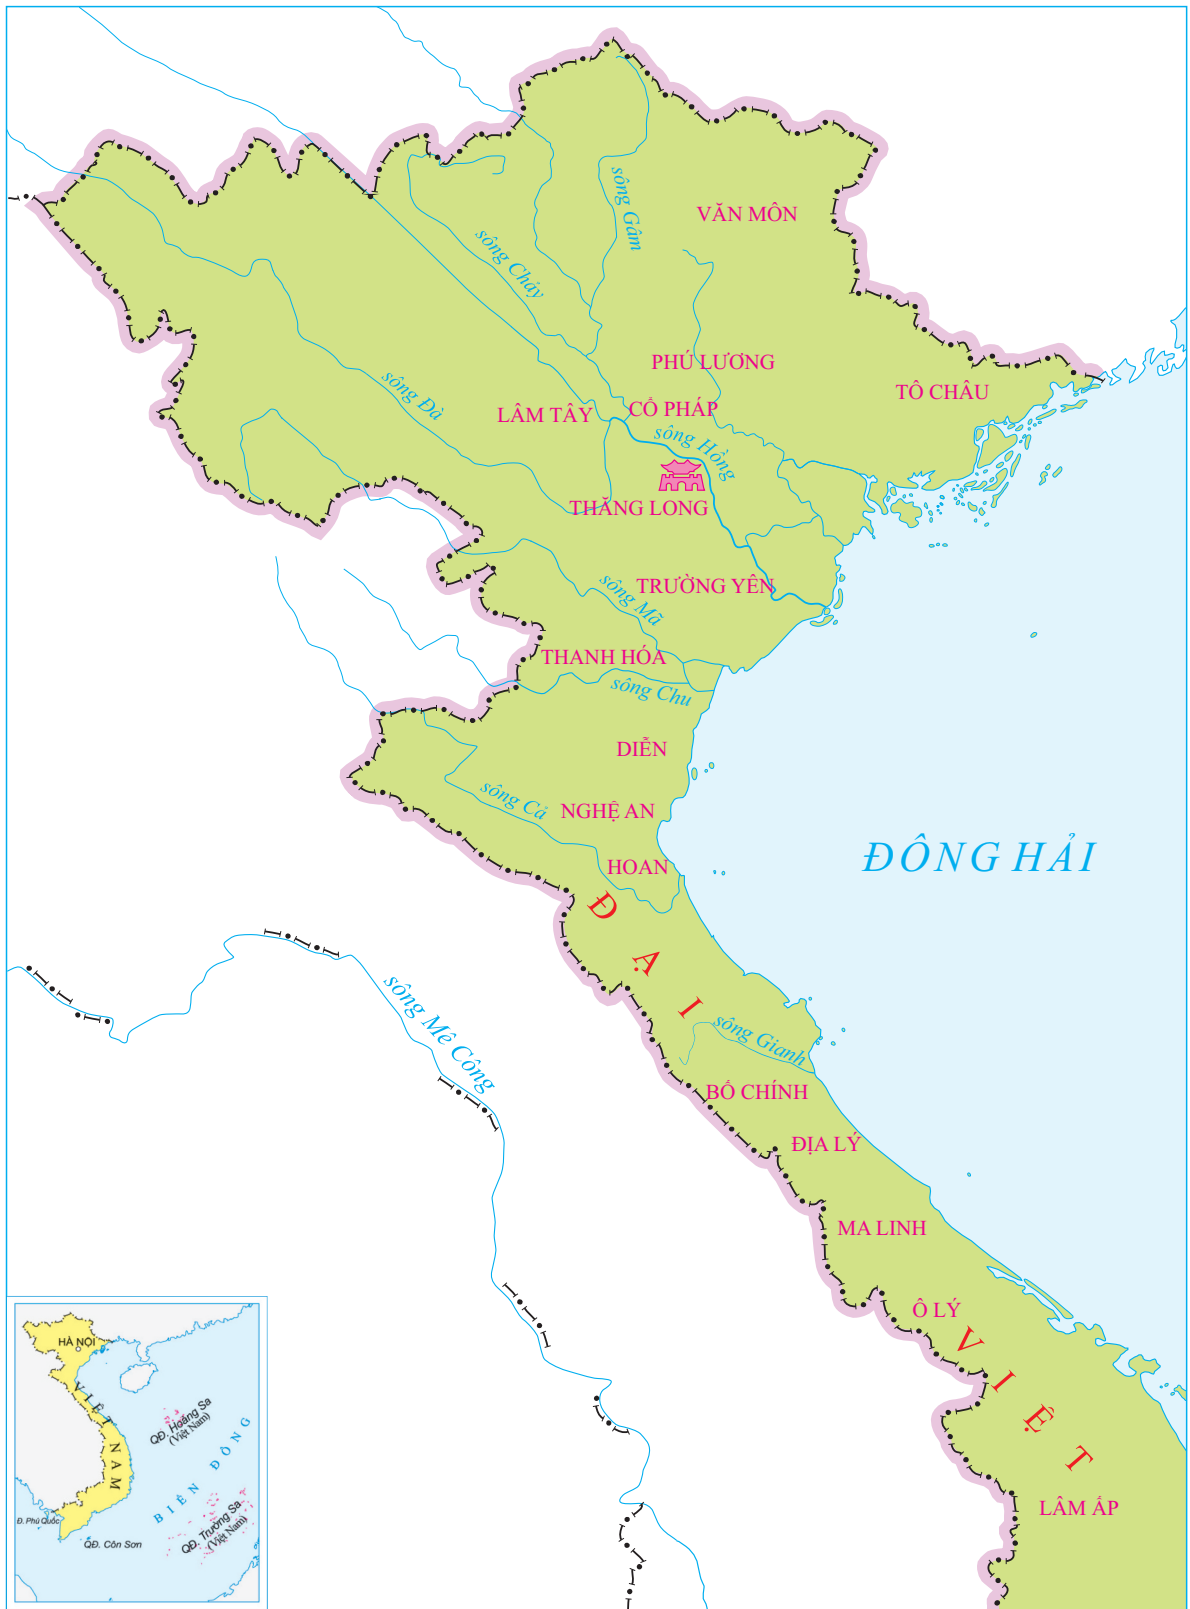 VĂN MÔN
sông Gâm
sông Chảy
PHÚ LƯƠNG
TÔ CHÂU
sông Đà
LÂM TÂY
CỔ PHÁP
sông Hồng
THĂNG LONG
TRƯỜNG YÊN
sông Mã
THANH HÓA
sông Chu
DIỄN
sông Cả
NGHỆ AN
HOAN
ĐÔNG HẢI
ĐẠI VIỆT
sông Mê Công
sông Gianh
BỐ CHÍNH
ĐỊA LÝ
MA LINH
Ô LÝ
LÂM ẤP
HÀ NỘI
VIỆT NAM
QĐ. Hoàng Sa
(Việt Nam)
BIỂN ĐÔNG
QĐ. Trường Sa
(Việt Nam)
Đ. Phú Quốc
QĐ. Côn Sơn